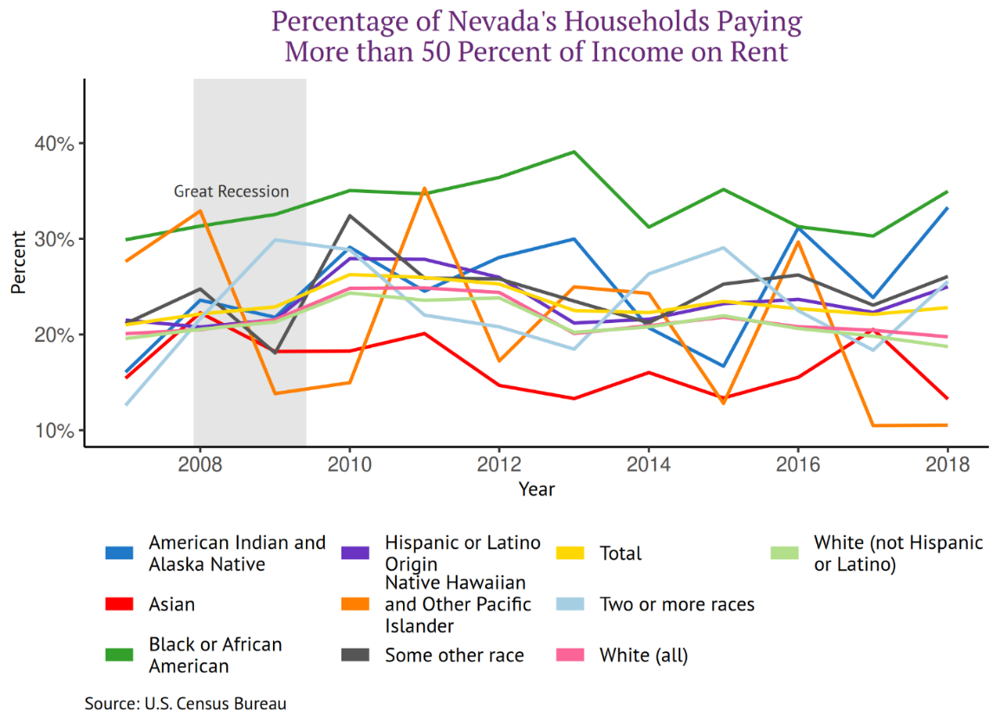 Percentage of Nevada's Households Paying
More than 50 Percent of Income on Rent
40%
30%
20%
10%
Percent
Great Recession
2008
2010
2012
2014
2016
2018
Year
American Indian and
Alaska Native
Asian
Black or African
American
Hispanic or Latino
Origin
Native Hawaiian
and Other Pacific
Islander
Some other race
Total
Two or more races
White (all)
White (not Hispanic
or Latino)
Source: U.S. Census Bureau